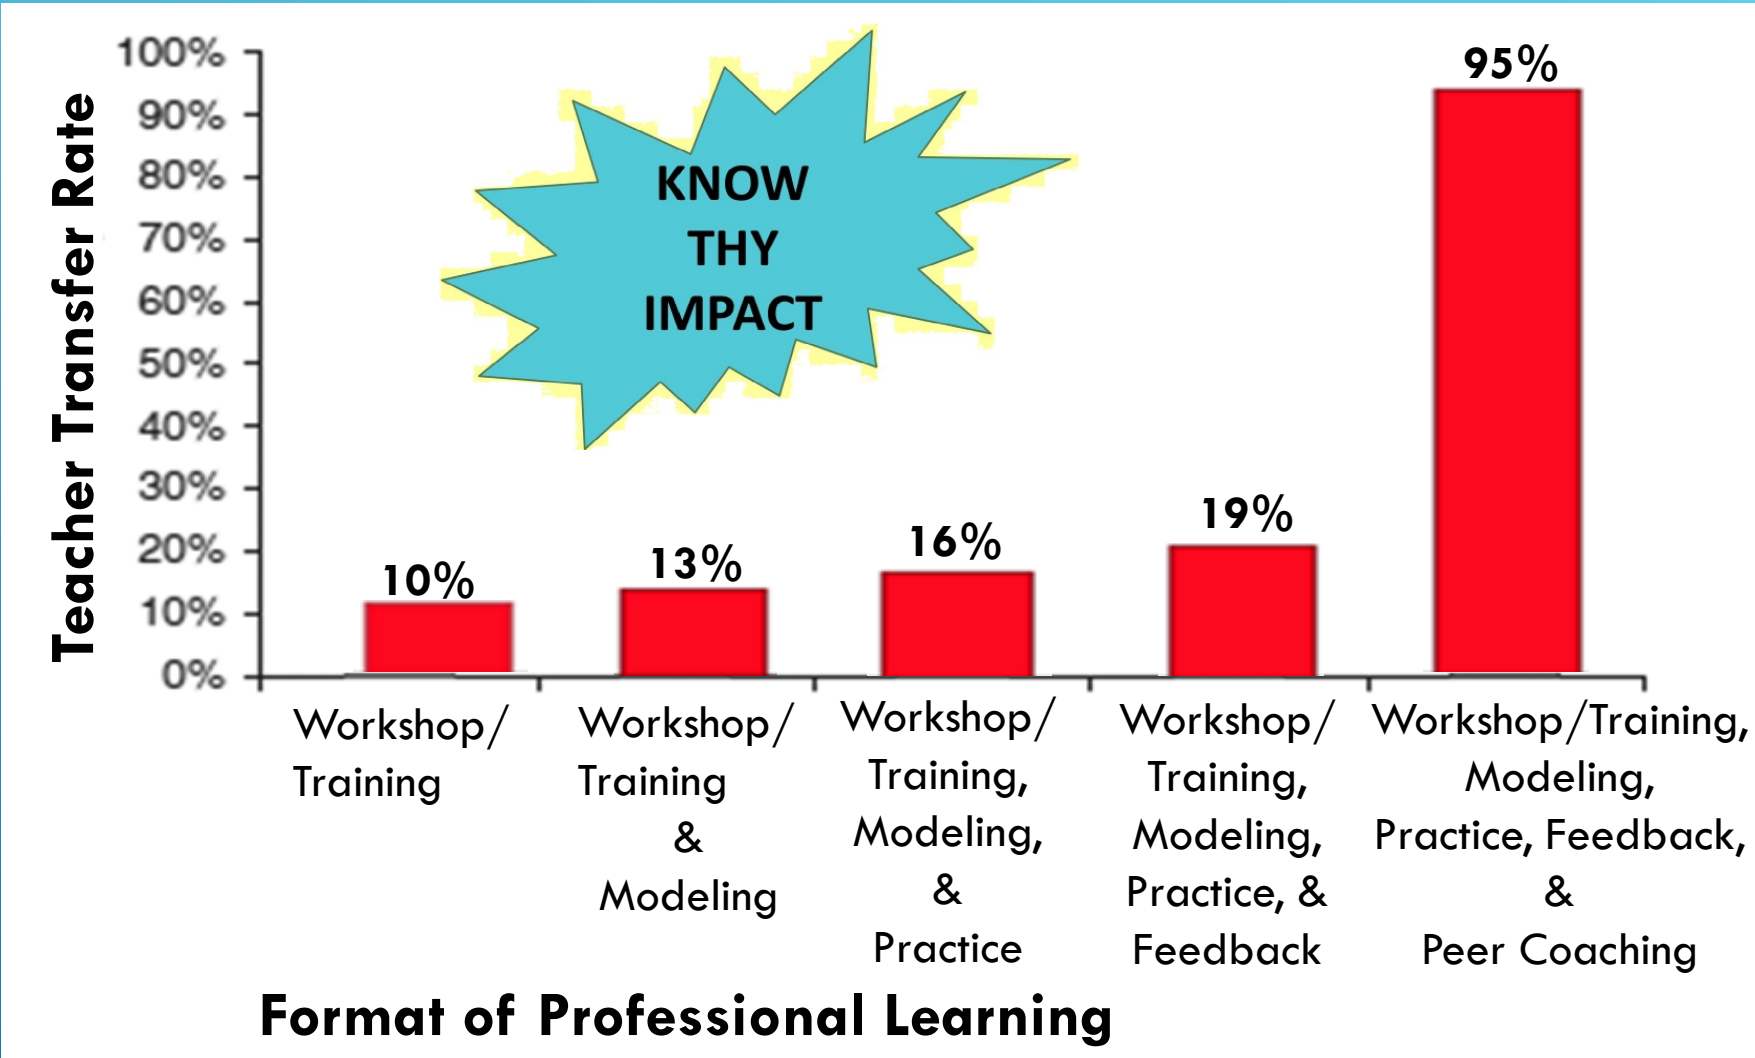 Teacher Transfer Rate
100%
90%
80%
70%
60%
50%
40%
30%
20%
10%
0%
KNOW
THY
IMPACT
10%
13%
16%
19%
95%
Workshop/
Training
Workshop/
Training
&
Modeling
Workshop/
Training,
Modeling,
&
Practice
Workshop/
Training,
Modeling,
Practice, &
Feedback
Workshop/Training,
Modeling,
Practice, Feedback,
&
Peer Coaching
Format of Professional Learning